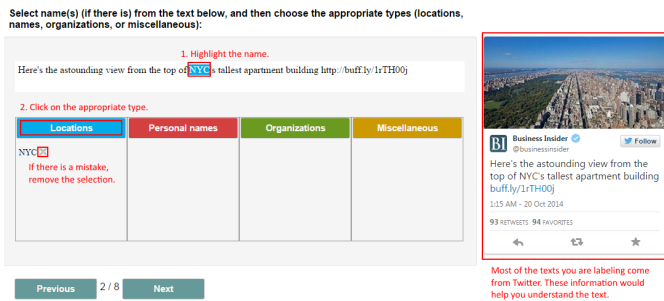 Select name(s) (if there is) from the text below, and then choose the appropriate types (locations,
names, organizations, or miscellaneous):
1. Highlight the name.
Here's the astounding view from the top of NYC's tallest apartment building http://buff.ly/1rTH00j
2. Click on the appropriate type.
Locations Personal names Organizations Miscellaneous
NYC
If there is a mistake,
remove the selection.
Previous 2 / 8 Next
BI
Business Insider
@businessinsider
Follow
Here's the astounding view from the
top of NYC's tallest apartment building
buff.ly/1rTH00j
1:15 AM - 20 Oct 2014
93 RETWEETS 94 FAVORITES
Most of the texts you are labeling come
from Twitter. These information would
help you understand the text.